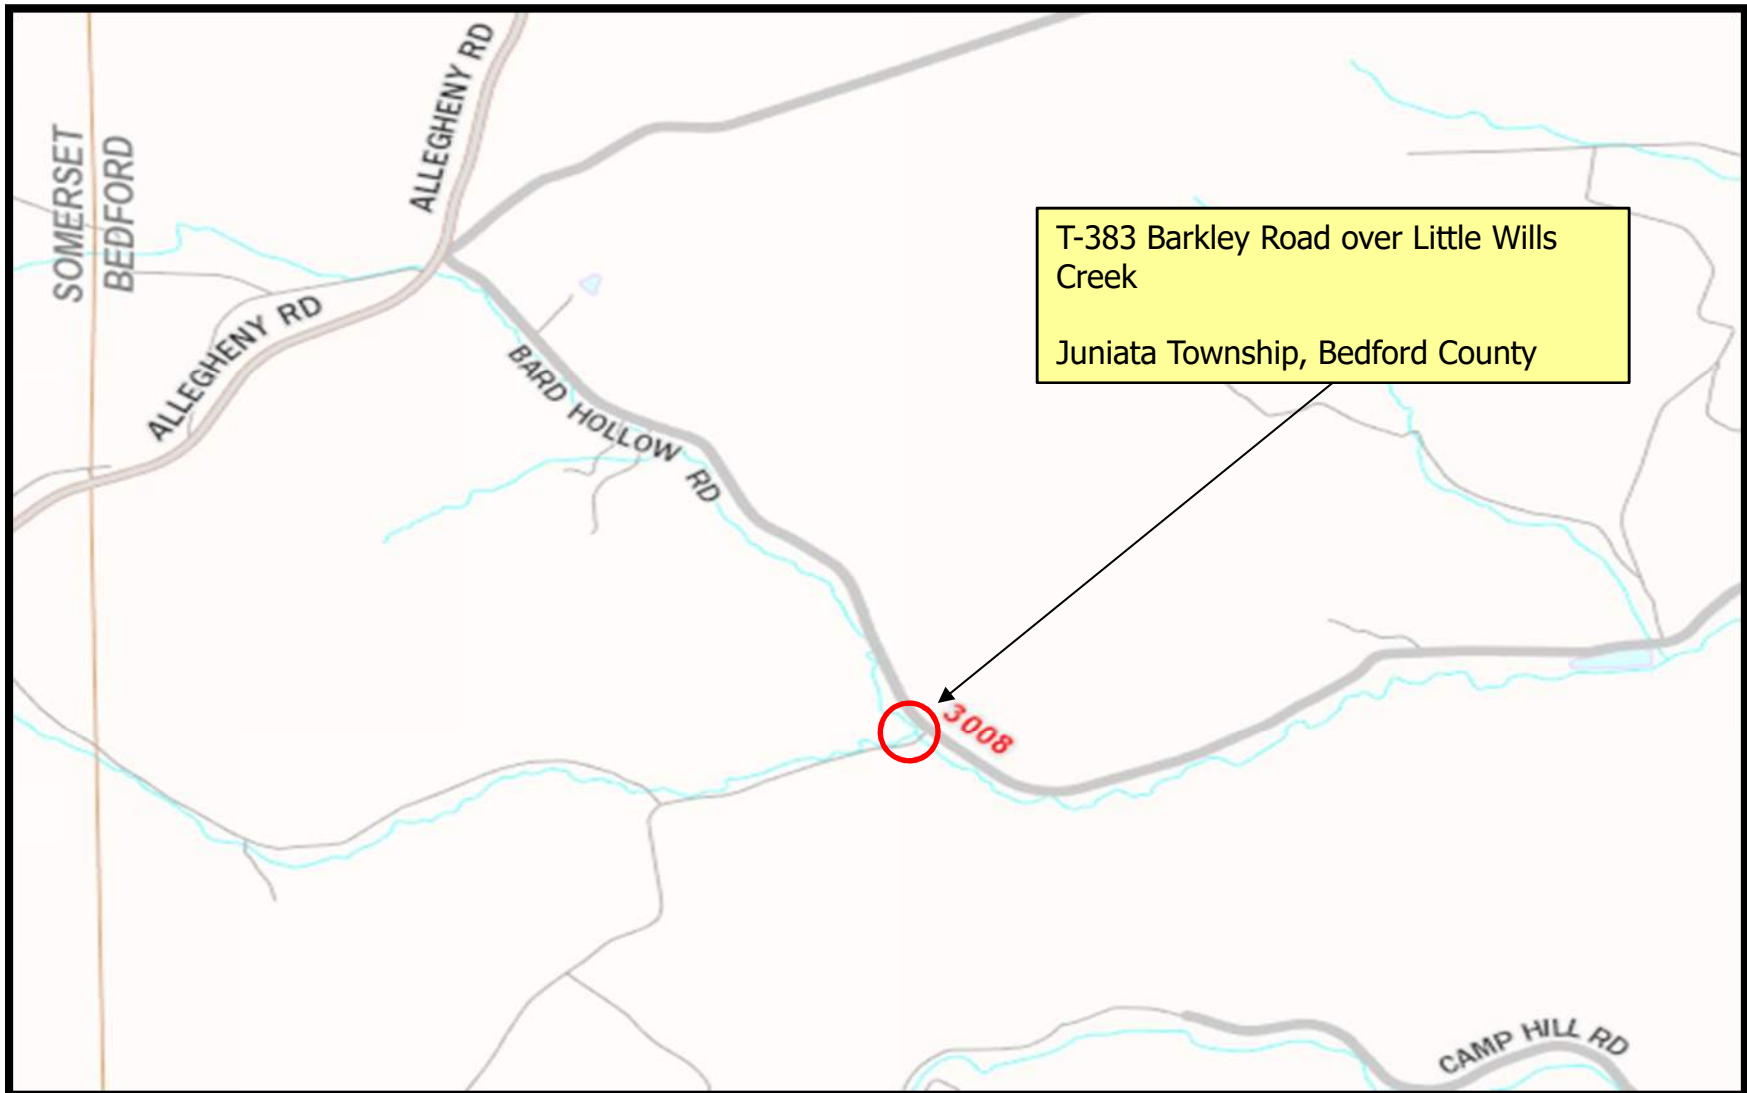 ALLEGHENY RD
SOMERSET
BEDFORD
T-383 Barkley Road over Little Wills
Creek
Juniata Township, Bedford County
ALLEGHENY RD
BARD HOLLOW RD
3008
CAMP HILL RD